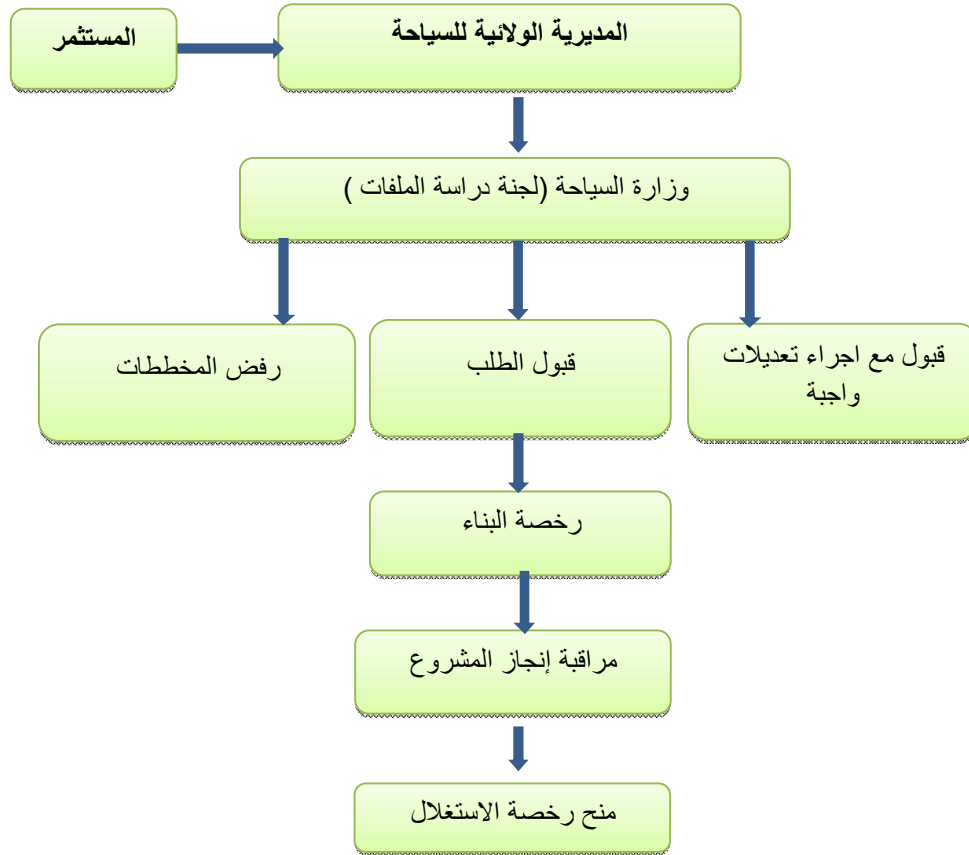 المستثمر
المديرية الولائية للسياحة
وزارة السياحة (لجنة دراسة الملفات )
قبول مع اجراء تعديلات
واجبة
قبول الطلب
رفض المخططات
رخصة البناء
مراقبة إنجاز المشروع
منح رخصة الاستغلال